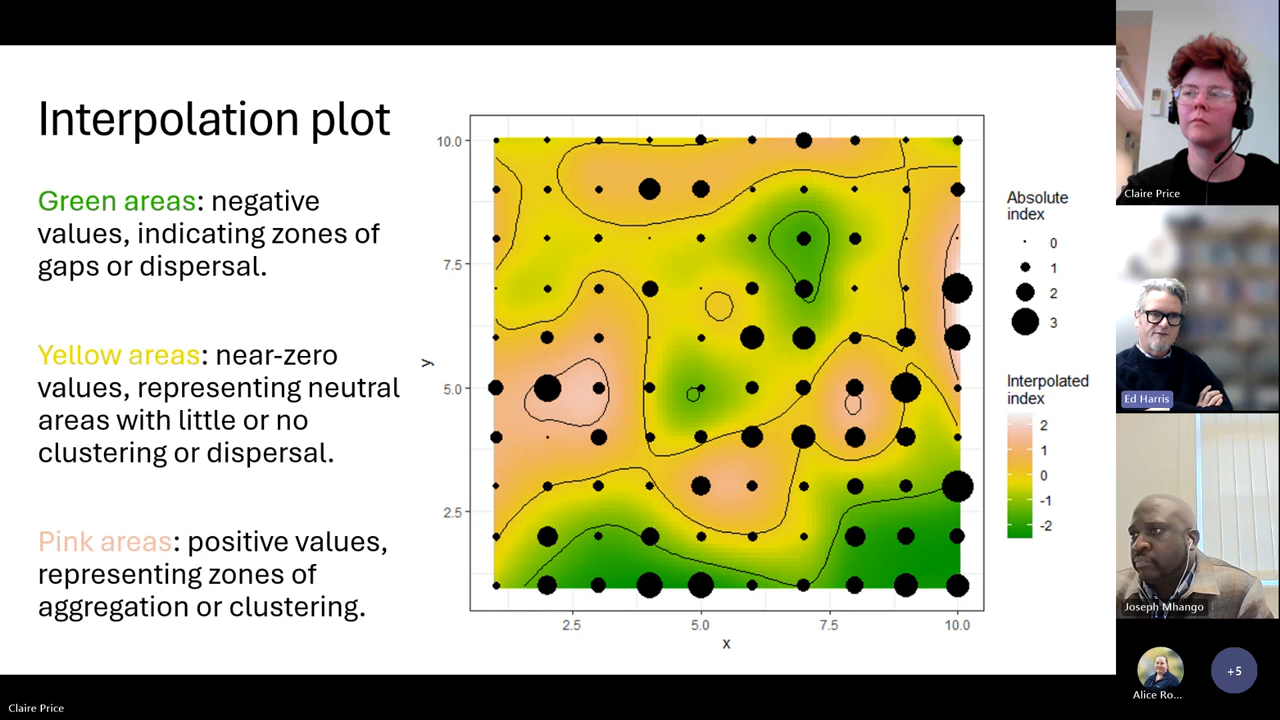 Interpolation plot
Green areas: negative
values, indicating zones of
gaps or dispersal.
Yellow areas: near-zero
values, representing neutral
areas with little or no
clustering or dispersal.
Pink areas: positive values,
representing zones of
aggregation or clustering.
10.0
7.5
5.0
2.5
y
2.5
5.0
7.5
10.0
x
Absolute
index
0
1
2
3
Interpolated
index
2
1
0
-1
-2
Claire Price
Ed Harris
Joseph Mhango
Alice Ro...
+5
Claire Price